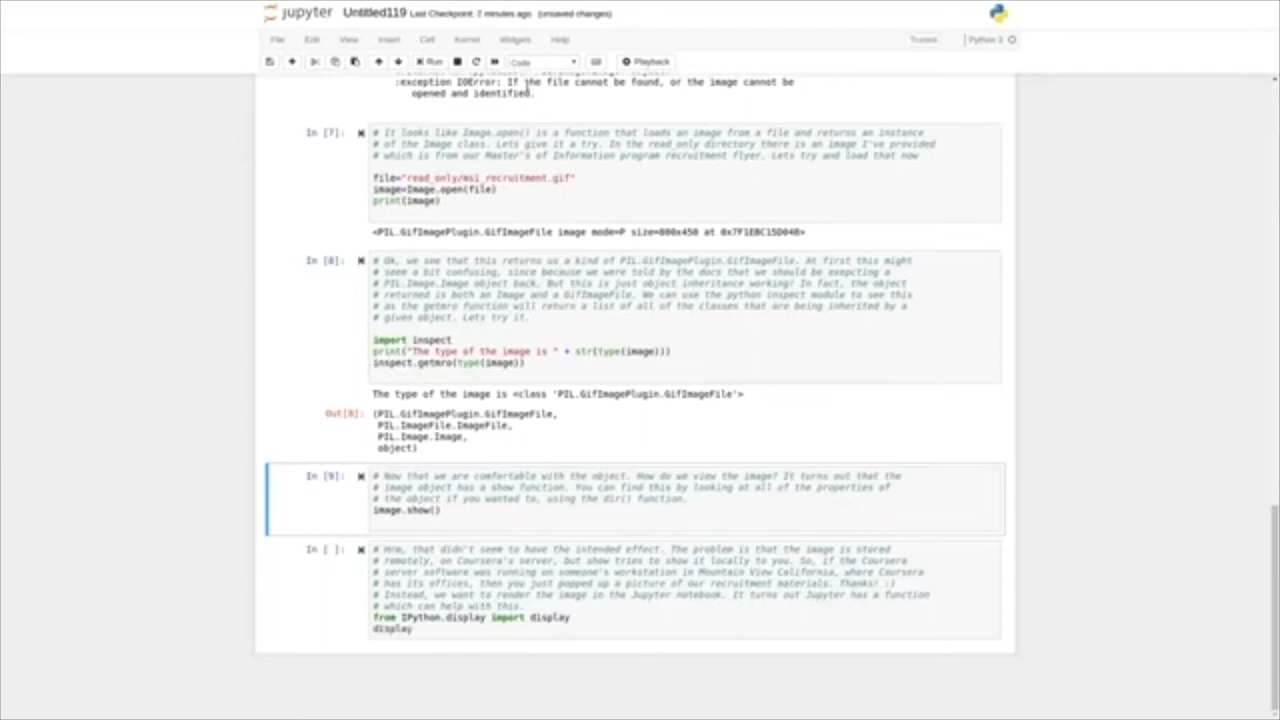 jupyter Untitled119 Last Checkpoint: 2 minutes ago (unsaved changes)
File Edit View Insert Cell Kernel Widgets Help Trusted Python 3
Run Code Playback
:exception IOError: If the file cannot be found, or the image cannot be
opened and identified.
In [7]: # It looks like Image.open() is a function that loads an image from a file and returns an instance
# of the Image class. Lets give it a try. In the read_only directory there is an image I've provided
# which is from our Master's of Information program recruitment flyer. Lets try and load that now
file="read_only/msi_recruitment.gif"
image=Image.open(file)
print(image)
<PIL.GifImagePlugin.GifImageFile image mode=P size=800x450 at
In [8]: # Ok, we see that this returns us a kind of PIL.GifImagePlugin.GifImageFile. At first this might
# seem a bit confusing, since because we were told by the docs that we should be exepcting a
# PIL.Image.Image object back. But this is just object inheritance working! In fact, the object
# returned is both an Image and a GifImageFile. We can use the python inspect module to see this
# as the getmro function will return a list of all of the classes that are being inherited by a
# given object. Lets try it.
import inspect
print("The type of the image is " + str(type(image)))
inspect.getmro(type(image))
The type of the image is <class 'PIL.GifImagePlugin.GifImageFile'>
Out[8]: (PIL.GifImagePlugin.GifImageFile,
PIL.ImageFile.ImageFile,
PIL.Image.Image,
object)
In [9]: # Now that we are comfortable with the object. How do we view the image? It turns out that the
# image object has a show function. You can find this by looking at all of the properties of
# the object if you wanted to, using the dir() function.
image.show()
In [ ]: # Hrm, that didn't seem to have the intended effect. The problem is that the image is stored
# remotely, on Coursera's server, but show tries to show it locally to you. So, if the Coursera
# server software was running on someone's workstation in Mountain View California, where Coursera
# has its offices, then you just popped up a picture of our recruitment materials. Thanks! :)
# Instead, we want to render the image in the Jupyter notebook. It turns out Jupyter has a function
# which can help with this.
from IPython.display import display
display